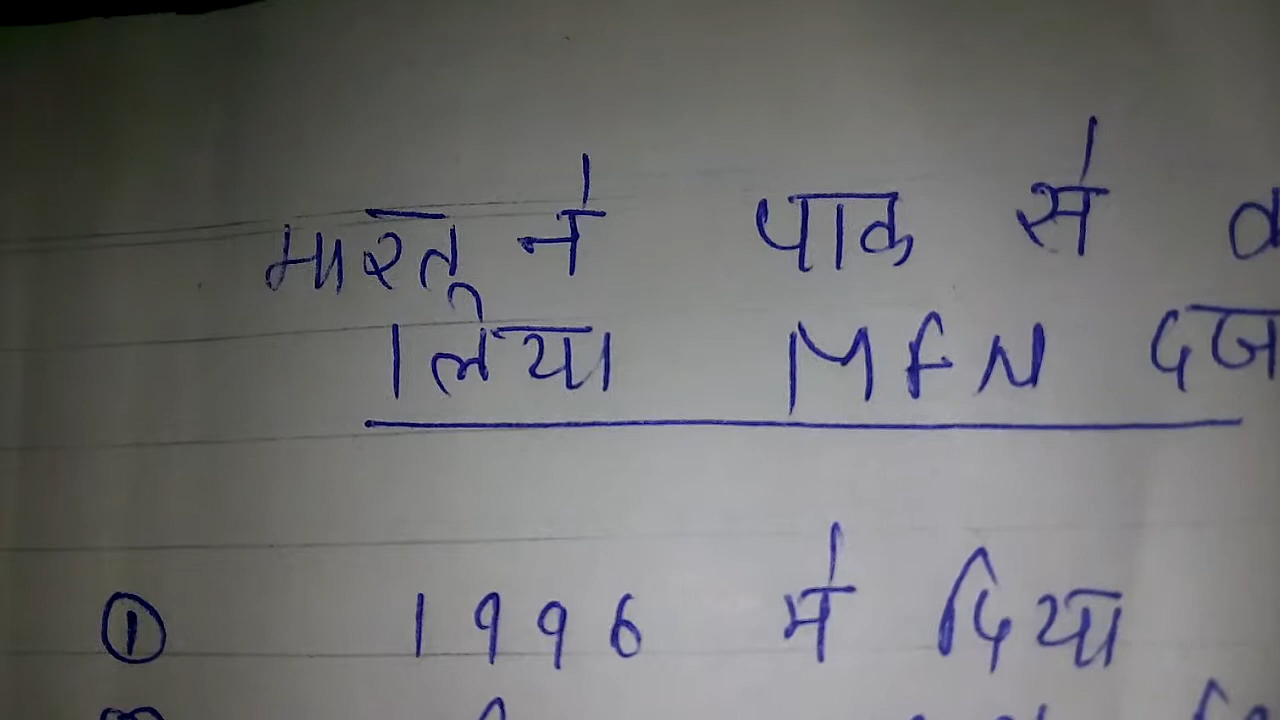 भारत ने पाक से
लिया MFN
① 1996 में दिया